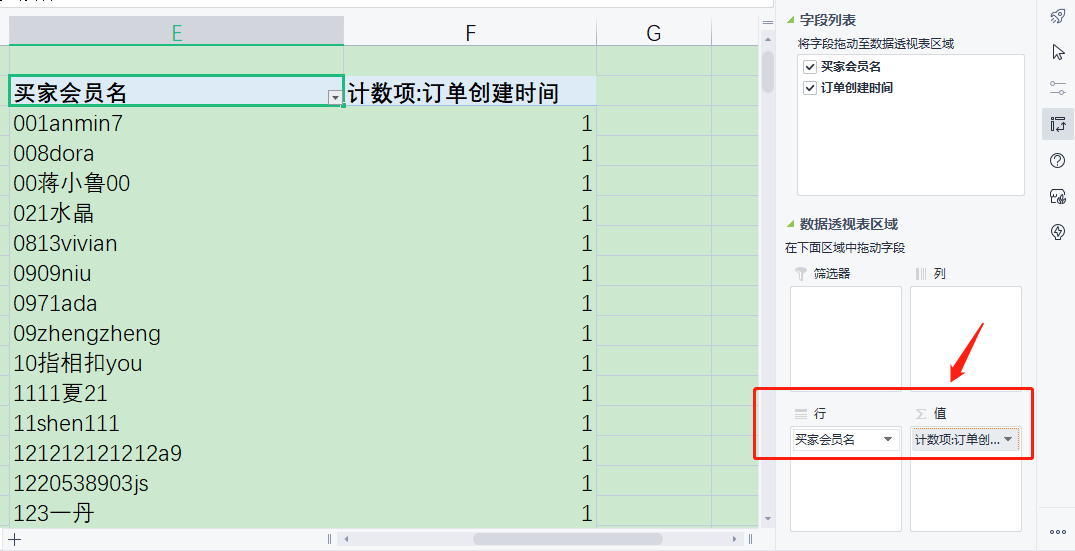 E F G
买家会员名 计数项:订单创建时间
001anmin7 1
008dora 1
00蒋小鲁00 1
021水晶 1
0813vivian 1
0909niu 1
0971ada 1
09zhengzheng 1
10指相扣you 1
1111夏21 1
11shen111 1
121212121212a9 1
1220538903js 1
123一丹 1
字段列表
将字段拖动至数据透视表区域
买家会员名
订单创建时间
数据透视表区域
在下面区域中拖动字段
筛选器 列
行 值
买家会员名 计数项:订单创...